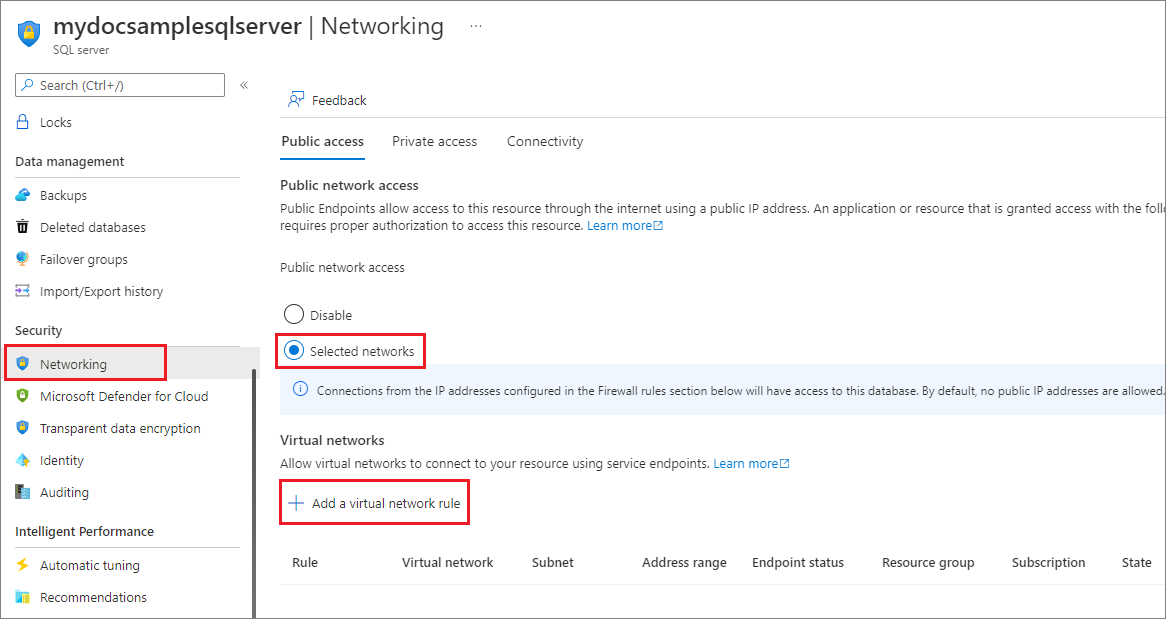 mydocsamplesqlserver | Networking ...
SQL server
Search (Ctrl+/)
«
Locks
Data management
Backups
Deleted databases
Failover groups
Import/Export history
Security
Networking
Microsoft Defender for Cloud
Transparent data encryption
Identity
Auditing
Intelligent Performance
Automatic tuning
Recommendations
Feedback
Public access Private access Connectivity
Public network access
Public Endpoints allow access to this resource through the internet using a public IP address. An application or resource that is granted access with the
requires proper authorization to access this resource. Learn more
Public network access
Disable
Selected networks
Connections from the IP addresses configured in the Firewall rules section below will have access to this database. By default, no public IP addresses are allowed.
Virtual networks
Allow virtual networks to connect to your resource using service endpoints. Learn more
+ Add a virtual network rule
Rule Virtual network Subnet Address range Endpoint status Resource group Subscription State